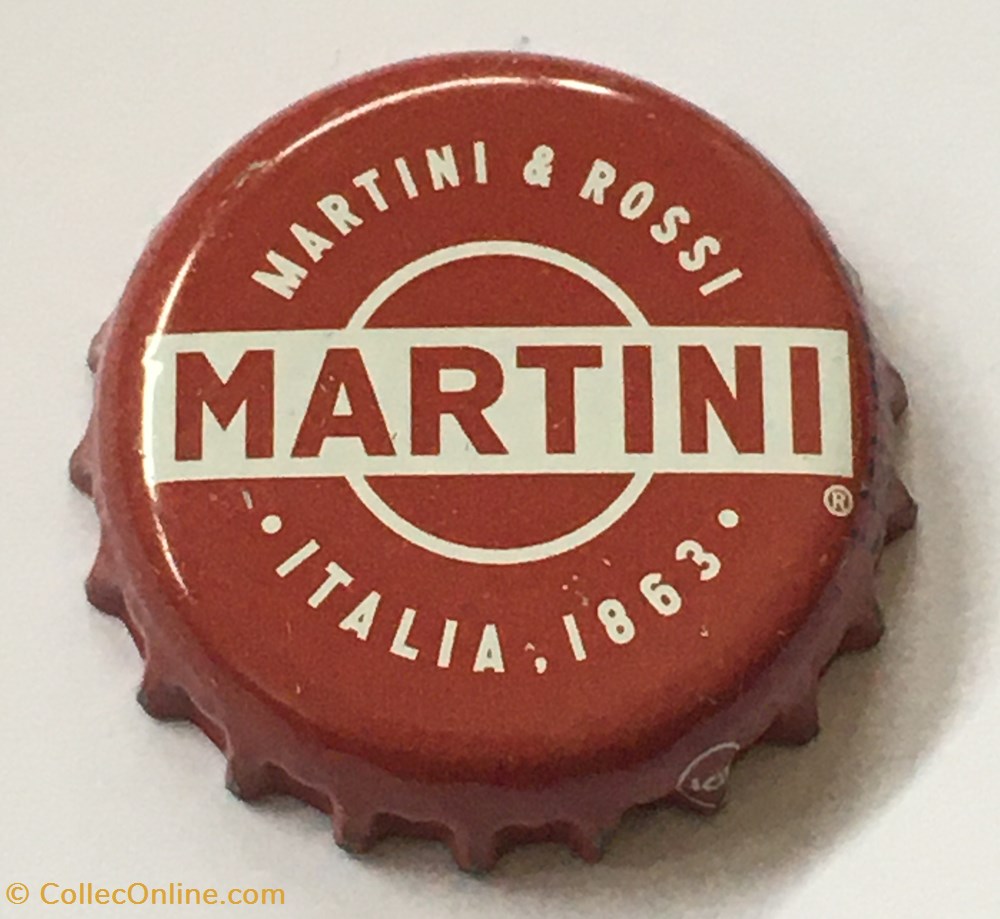 MARTINI & ROSSI
MARTINI
®
• ITALIA, 1863 •
© CollecOnline.com